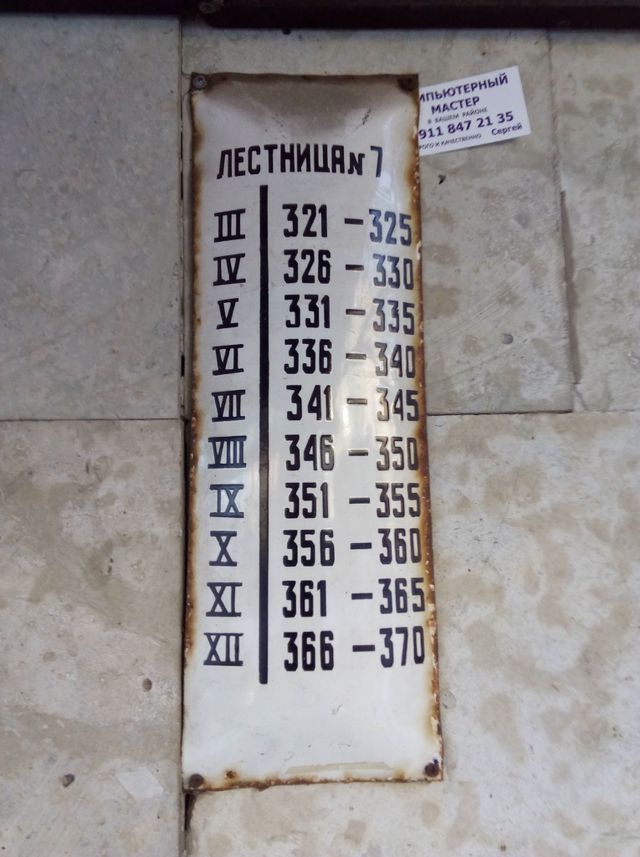 ЛЕСТНИЦА N 7
III 321 - 325
IV 326 - 330
V 331 - 335
VI 336 - 340
VII 341 - 345
VIII 346 - 350
IX 351 - 355
X 356 - 360
XI 361 - 365
XII 366 - 370
МПЬЮТЕРНЫЙ
МАСТЕР
В ВАШЕМ РАЙОНЕ
911 847 21 35
РОГО И КАЧЕСТВЕННО Сергей